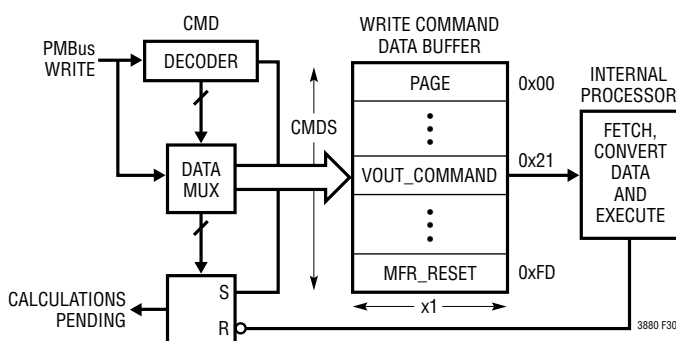 CMD
PMBus
WRITE
DECODER
CMDS
DATA
MUX
S
R
CALCULATIONS
PENDING
WRITE COMMAND
DATA BUFFER
PAGE
0x00
VOUT_COMMAND
0x21
MFR_RESET
0xFD
x1
INTERNAL
PROCESSOR
FETCH,
CONVERT
DATA
AND
EXECUTE
3880 F30